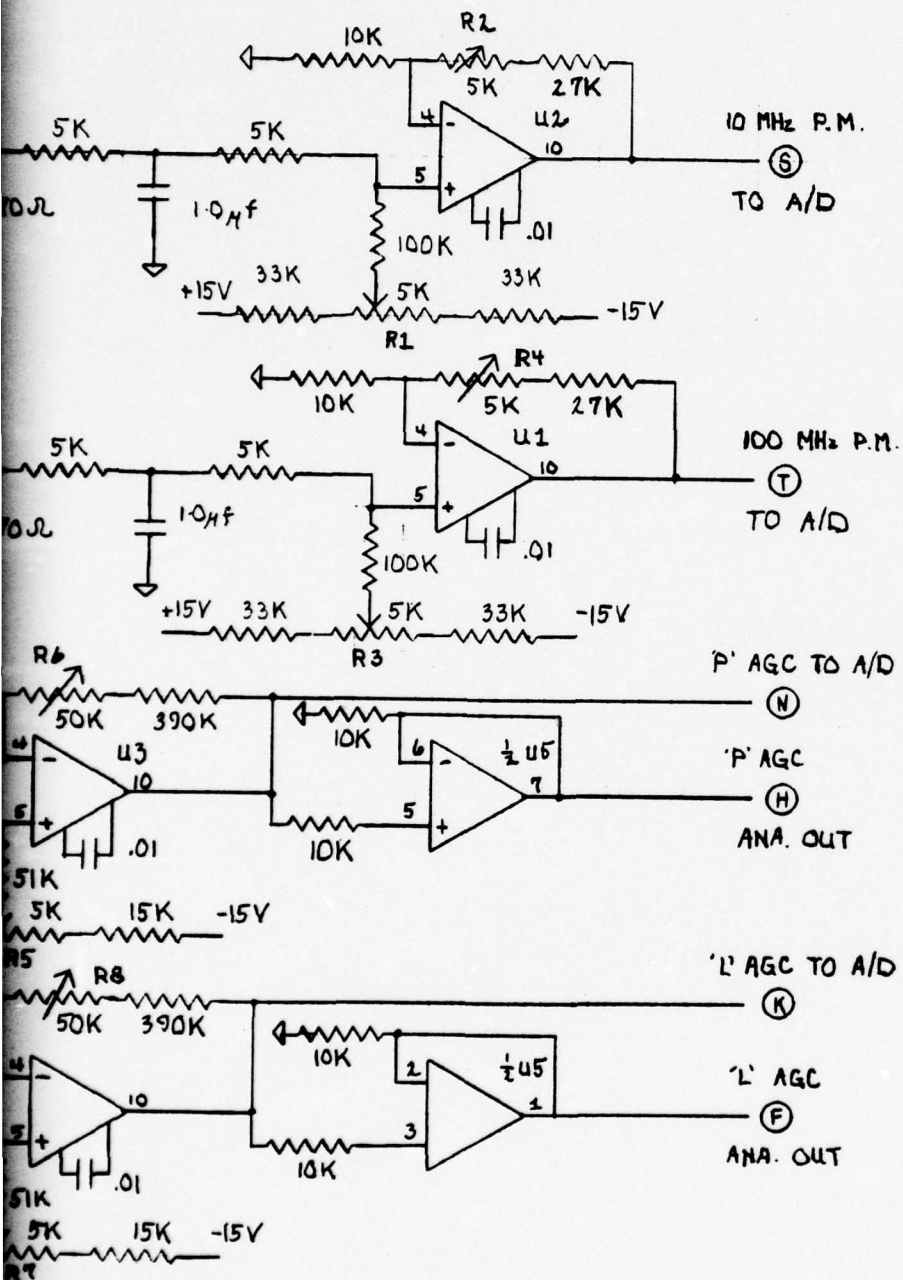 10K
R2
5K
27K
5K
5K
4
-
U2
10
5
+
10 MHz P.M.
S
TO A/D
0Ω
1.0μf
.01
100K
+15V
33K
5K
33K
-15V
R1
10K
R4
5K
27K
5K
5K
4
-
U1
10
5
+
100 MHz P.M.
T
TO A/D
0Ω
1.0μf
.01
100K
+15V
33K
5K
33K
-15V
R3
R6
50K
390K
'P' AGC TO A/D
N
10K
4
-
U3
10
+
.01
6
-
½ U5
7
5
+
10K
'P' AGC
H
ANA. OUT
51K
5K
15K
-15V
R5
R8
50K
390K
'L' AGC TO A/D
K
10K
4
-
10
5
+
.01
2
½ U5
1
3
10K
'L' AGC
F
ANA. OUT
51K
5K
15K
-15V
R7